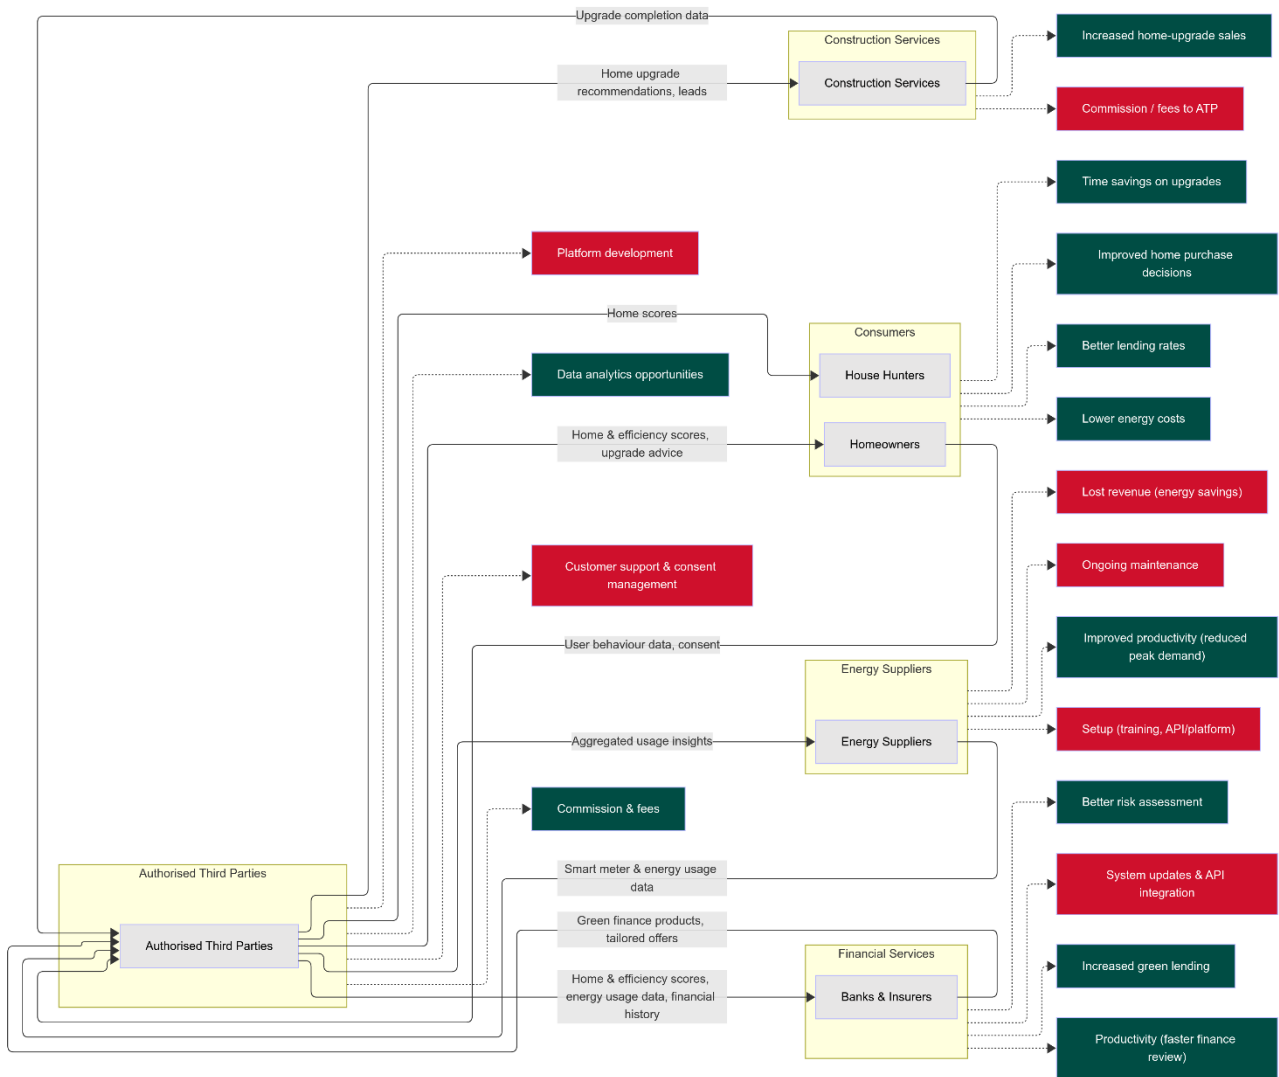 Upgrade completion data
Construction Services
Increased home-upgrade sales
Home upgrade
recommendations, leads
Construction Services
Commission / fees to ATP
Time savings on upgrades
Platform development
Improved home purchase
decisions
Home scores
Consumers
Better lending rates
Data analytics opportunities
House Hunters
Lower energy costs
Home & efficiency scores,
upgrade advice
Homeowners
Lost revenue (energy savings)
Ongoing maintenance
Customer support & consent
management
User behaviour data, consent
Improved productivity (reduced
peak demand)
Energy Suppliers
Setup (training, API/platform)
Aggregated usage insights
Energy Suppliers
Better risk assessment
Commission & fees
Smart meter & energy usage
data
System updates & API
integration
Authorised Third Parties
Green finance products,
tailored offers
Authorised Third Parties
Financial Services
Increased green lending
Home & efficiency scores,
energy usage data, financial
history
Banks & Insurers
Productivity (faster finance
review)